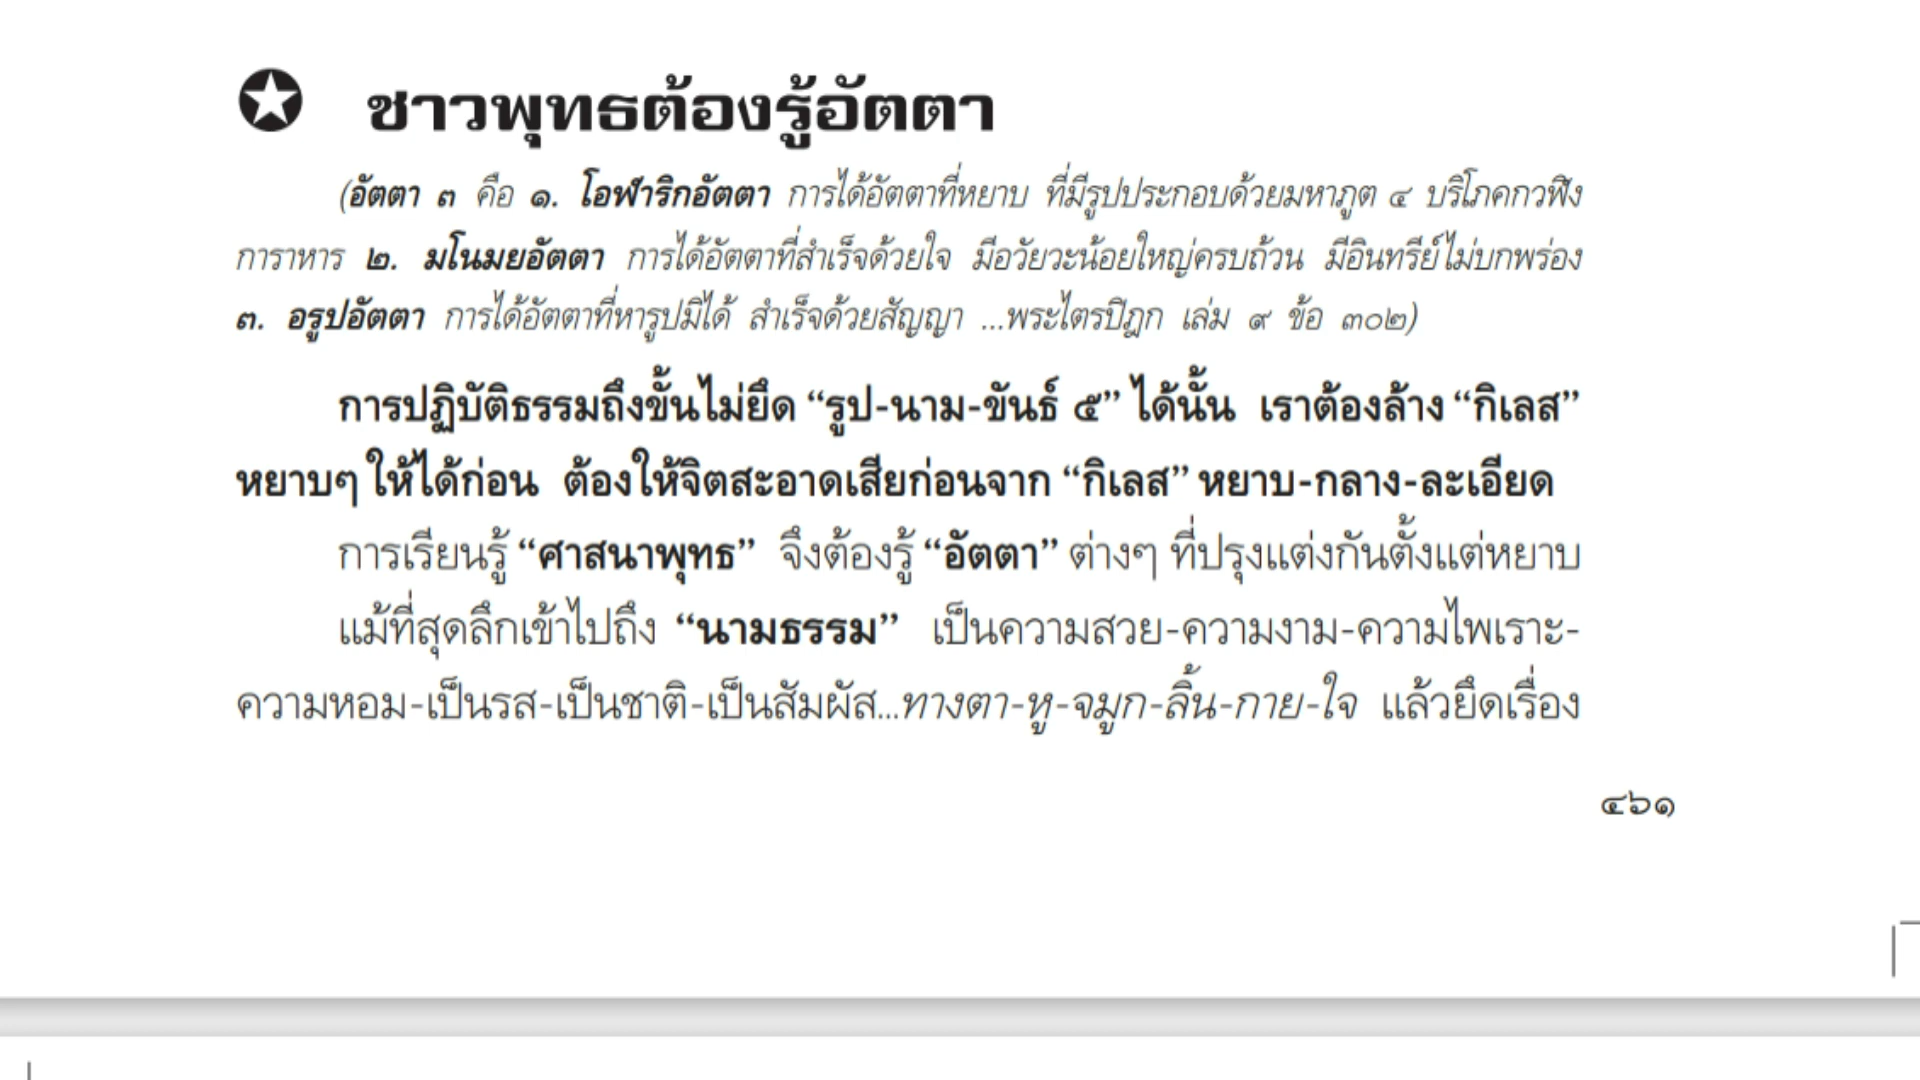 ชาวพุทธต้องรู้อัตตา
(อัตตา ๓ คือ ๑. โอฬาริกอัตตา การได้อัตตาที่หยาบ ที่มีรูปประกอบด้วยมหาภูต ๔ บริโภคกวฬิง
การาหาร ๒. มโนมยอัตตา การได้อัตตาที่สำเร็จด้วยใจ มีอวัยวะน้อยใหญ่ครบถ้วน มีอินทรีย์ไม่บกพร่อง
๓. อรูปอัตตา การได้อัตตาที่หารูปมิได้ สำเร็จด้วยสัญญา ...พระไตรปิฎก เล่ม ๙ ข้อ ๓๐๒)
การปฏิบัติธรรมถึงขั้นไม่ยึด “รูป-นาม-ขันธ์ ๕” ได้นั้น เราต้องล้าง “กิเลส”
หยาบๆ ให้ได้ก่อน ต้องให้จิตสะอาดเสียก่อนจาก “กิเลส” หยาบ-กลาง-ละเอียด
การเรียนรู้ “ศาสนาพุทธ” จึงต้องรู้ “อัตตา” ต่างๆ ที่ปรุงแต่งกันตั้งแต่หยาบ
แม้ที่สุดลึกเข้าไปถึง “นามธรรม” เป็นความสวย-ความงาม-ความไพเราะ-
ความหอม-เป็นรส-เป็นชาติ-เป็นสัมผัส...ทางตา-หู-จมูก-ลิ้น-กาย-ใจ แล้วยึดเรื่อง
๔๖๑